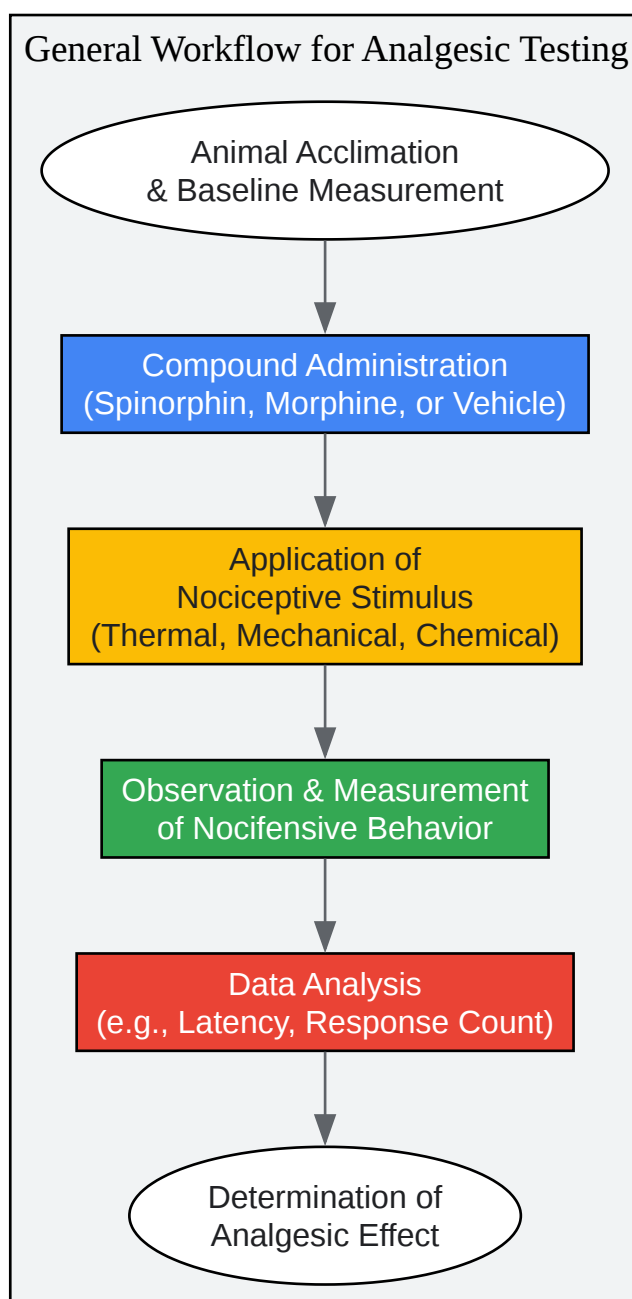 General Workflow for Analgesic Testing
Animal Acclimation
& Baseline Measurement
Compound Administration
(Spinorphin, Morphine, or Vehicle)
Application of
Nociceptive Stimulus
(Thermal, Mechanical, Chemical)
Observation & Measurement
of Nocifensive Behavior
Data Analysis
(e.g., Latency, Response Count)
Determination of
Analgesic Effect